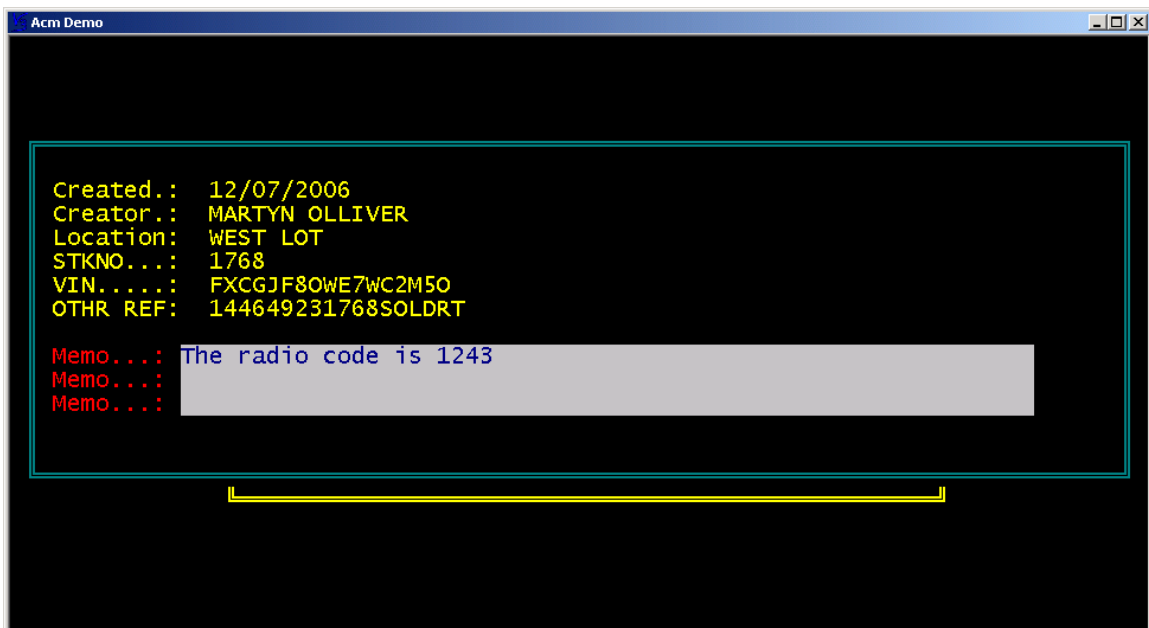 Acm Demo
Created.: 12/07/2006
Creator.: MARTYN OLLIVER
Location: WEST LOT
STKNO...: 1768
VIN.....: FXCGJF8OWE7WC2M5O
OTHR REF: 144649231768SOLDRT
Memo...: The radio code is 1243
Memo...:
Memo...: